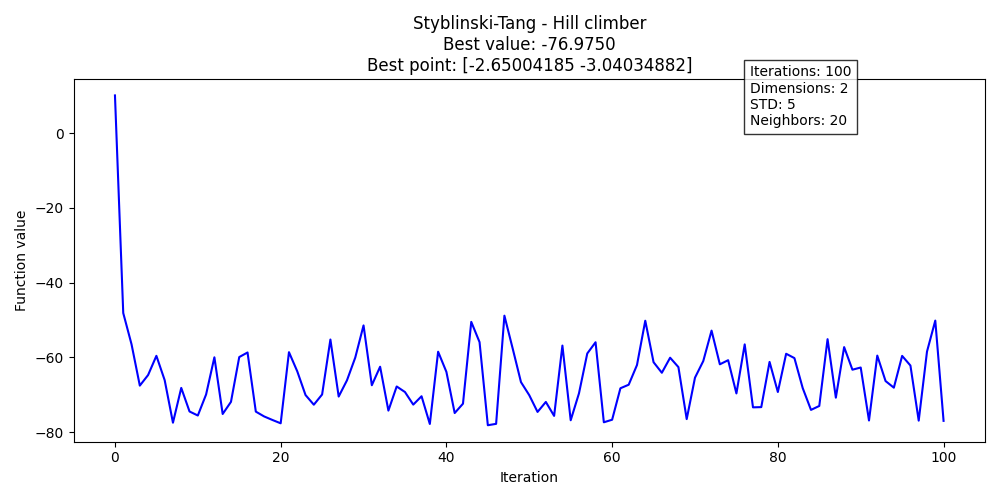 Styblinski-Tang - Hill climber
Best value: -76.9750
Best point: [-2.65004185 -3.04034882]
Iterations: 100
Dimensions: 2
STD: 5
Neighbors: 20
Function value
0
−20
−40
−60
−80
0 20 40 60 80 100
Iteration